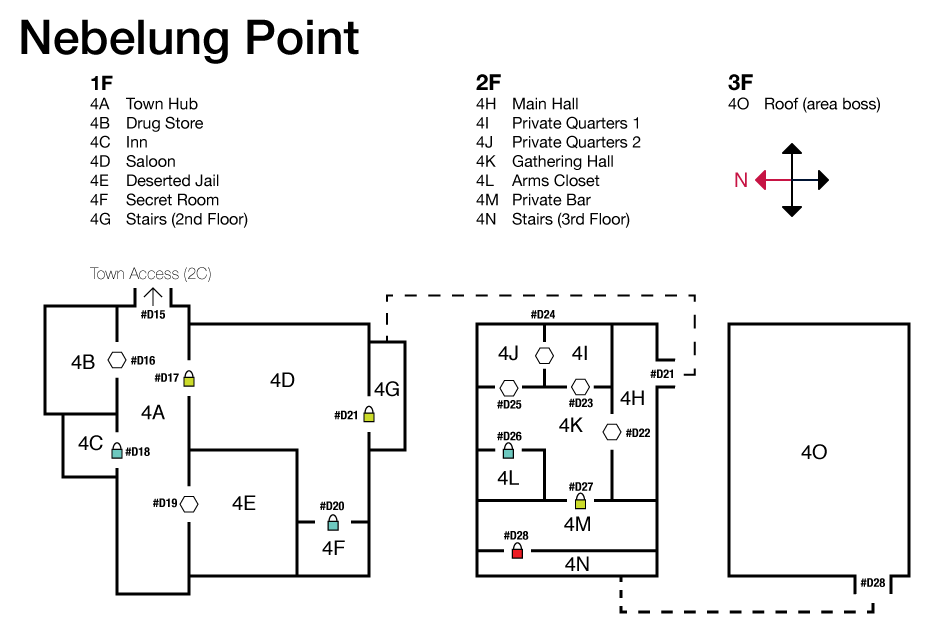 Nebelung Point
1F
4A Town Hub
4B Drug Store
4C Inn
4D Saloon
4E Deserted Jail
4F Secret Room
4G Stairs (2nd Floor)
2F
4H Main Hall
4I Private Quarters 1
4J Private Quarters 2
4K Gathering Hall
4L Arms Closet
4M Private Bar
4N Stairs (3rd Floor)
3F
4O Roof (area boss)
N
Town Access (2C)
#D15
4B
#D16
#D17
4A
4C
#D18
#D19
4D
4G
#D21
4E
#D20
4F
#D24
4J
4I
#D21
#D25
#D23
4H
4K
#D22
#D26
4L
#D27
4M
#D28
4N
4O
#D28